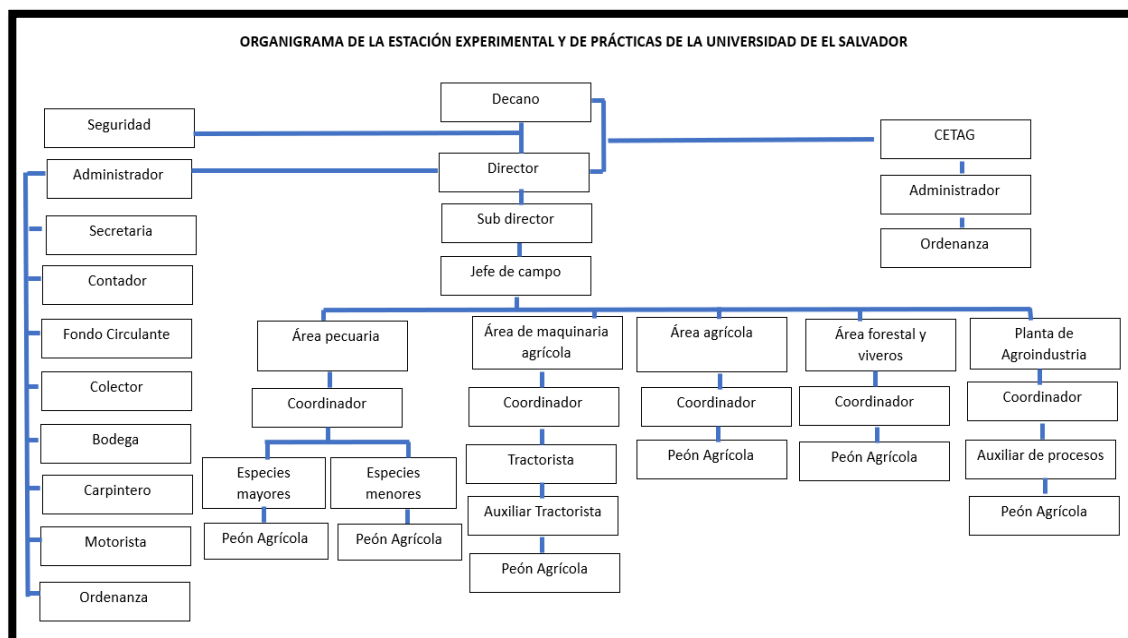 ORGANIGRAMA DE LA ESTACIÓN EXPERIMENTAL Y DE PRÁCTICAS DE LA UNIVERSIDAD DE EL SALVADOR
Decano
Seguridad
CETAG
Director
Administrador
Administrador
Sub director
Secretaria
Ordenanza
Jefe de campo
Contador
Fondo Circulante
Colector
Bodega
Carpintero
Motorista
Ordenanza
Área pecuaria
Coordinador
Especies
mayores
Peón Agrícola
Especies
menores
Peón Agrícola
Área de maquinaria
agrícola
Coordinador
Tractorista
Auxiliar Tractorista
Peón Agrícola
Área agrícola
Coordinador
Peón Agrícola
Área forestal y
viveros
Coordinador
Peón Agrícola
Planta de
Agroindustria
Coordinador
Auxiliar de procesos
Peón Agrícola